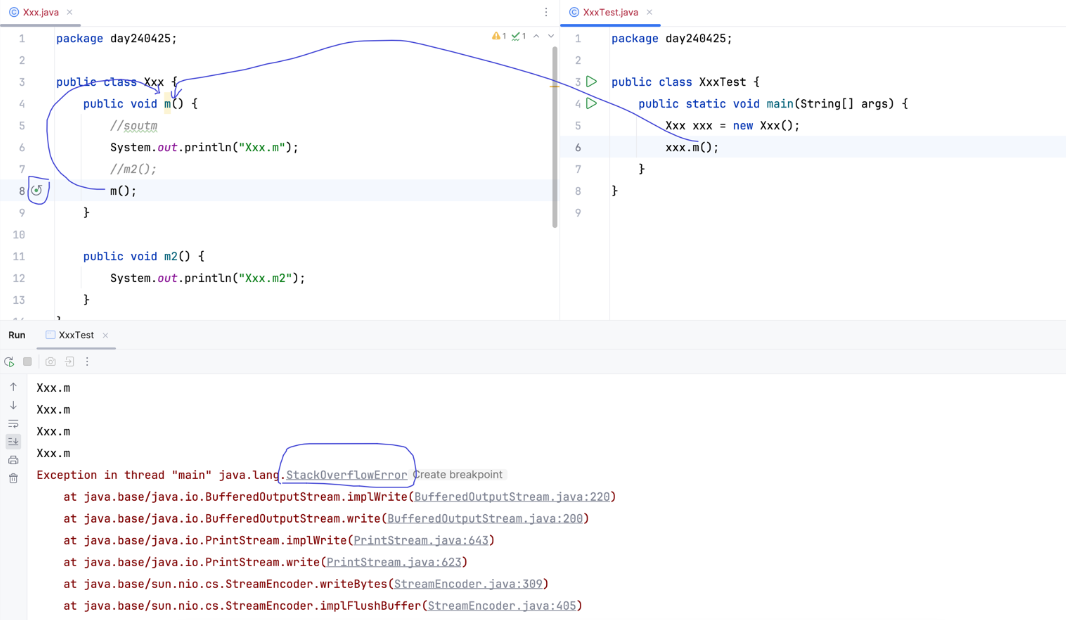 Xxx.java
1 package day240425;
2
3 public class Xxx {
4 public void m() {
5 //soutm
6 System.out.println("Xxx.m");
7 //m2();
8 m();
9 }
10
11 public void m2() {
12 System.out.println("Xxx.m2");
13 }
1 1
XxxTest.java
1 package day240425;
2
3 public class XxxTest {
4 public static void main(String[] args) {
5 Xxx xxx = new Xxx();
6 xxx.m();
7 }
8 }
9
Run XxxTest
Xxx.m
Xxx.m
Xxx.m
Xxx.m
Exception in thread "main" java.lang.StackOverflowError Create breakpoint
at java.base/java.io.BufferedOutputStream.implWrite(BufferedOutputStream.java:220)
at java.base/java.io.BufferedOutputStream.write(BufferedOutputStream.java:200)
at java.base/java.io.PrintStream.implWrite(PrintStream.java:643)
at java.base/java.io.PrintStream.write(PrintStream.java:623)
at java.base/sun.nio.cs.StreamEncoder.writeBytes(StreamEncoder.java:309)
at java.base/sun.nio.cs.StreamEncoder.implFlushBuffer(StreamEncoder.java:405)